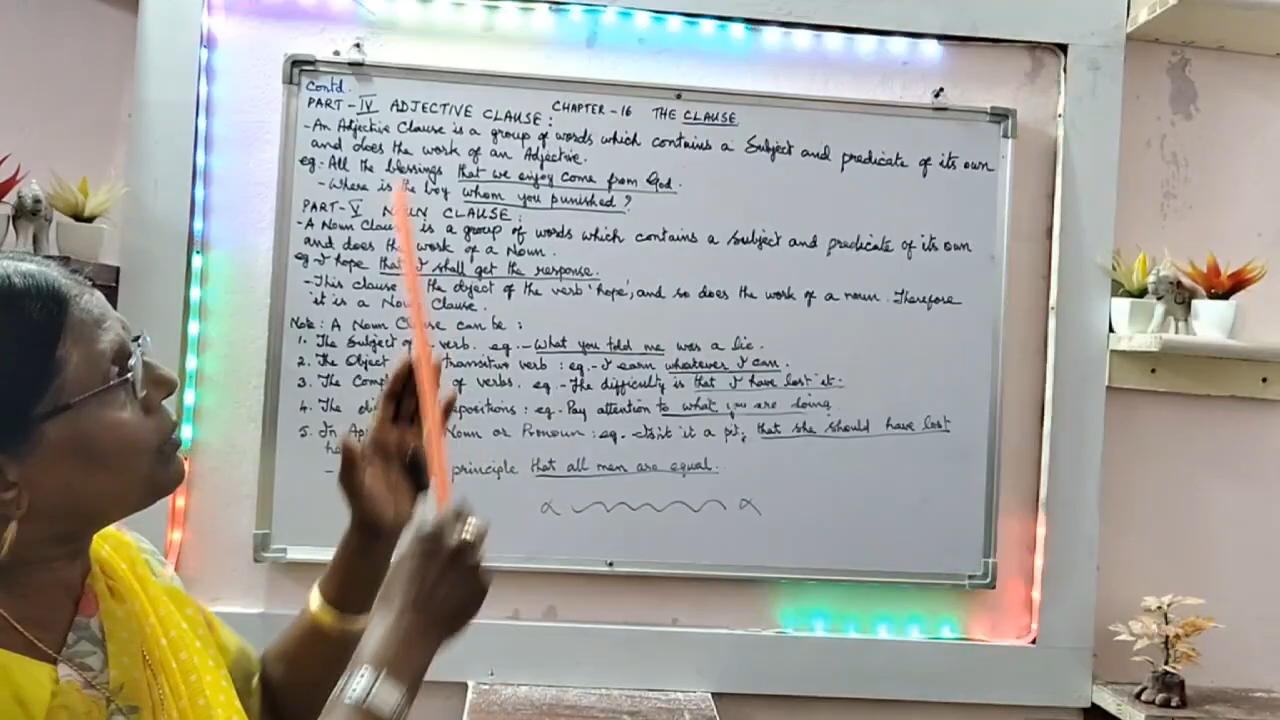 Contd.
CHAPTER-16 THE CLAUSE
PART-IV ADJECTIVE CLAUSE:
-An Adjective Clause is a group of words which contains a Subject and predicate of its own
and does the work of an Adjective.
eg-All the blessings that we enjoy come from God.
-Where is the boy whom you punished?
PART-V NOUN CLAUSE:
-A Noun is a group of words which contains a subject and predicate of its own
and does the work of a Noun.
eg I hope that I shall get the response.
-This clause the object of the verb 'hope', and so does the work of a noun. Therefore
it is a Noun Clause.
Note: A Noun Clause can be:
1. The Subject verb. eg.-What you told me was a lie.
2. The Object transitive verb: eg.-I earn whatever I can.
3. The of verbs. eg-The difficulty is that I have lost it.
4. The : eg. Pay attention to what you are doing
5. In Noun or Pronoun: eg. it a pity that she should have lost
- principle that all men are equal.